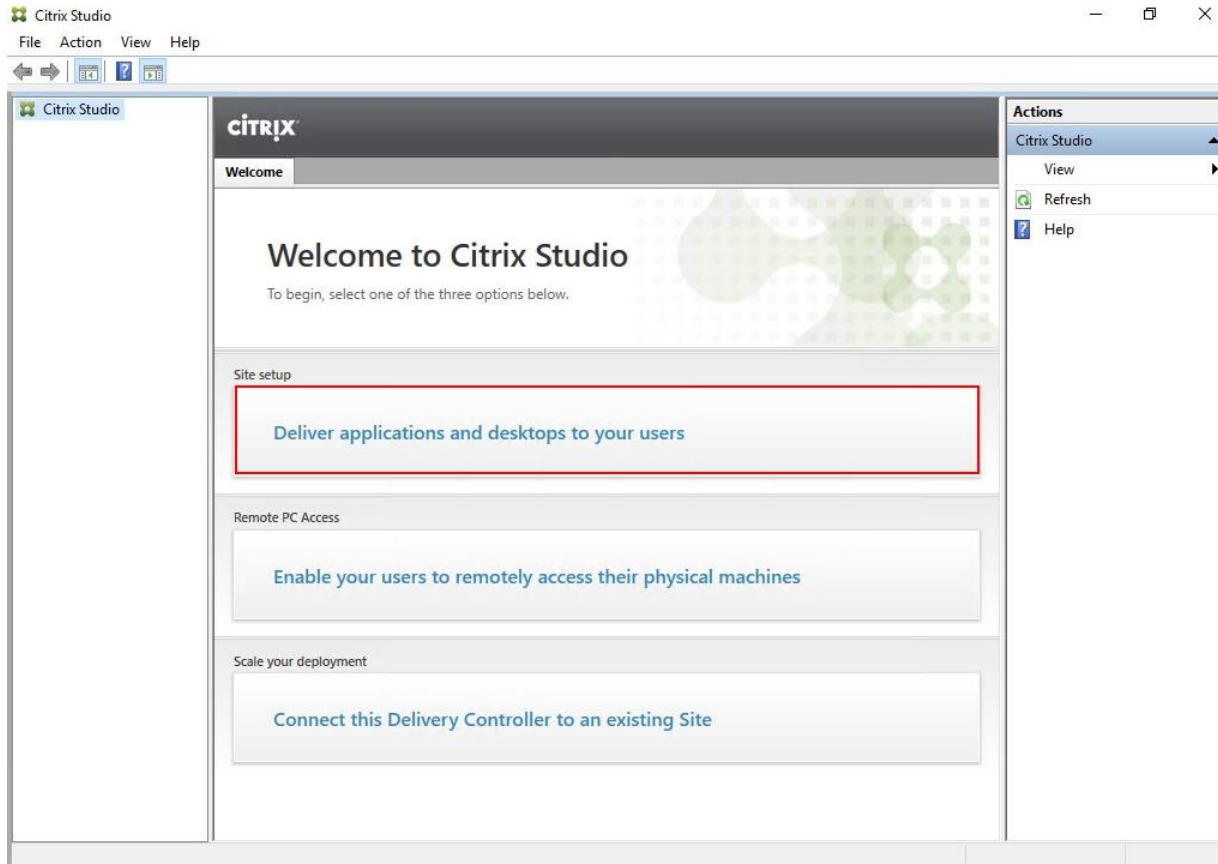 Citrix Studio
File Action View Help
Citrix Studio
CİTRIX
Welcome
Welcome to Citrix Studio
To begin, select one of the three options below.
Site setup
Deliver applications and desktops to your users
Remote PC Access
Enable your users to remotely access their physical machines
Scale your deployment
Connect this Delivery Controller to an existing Site
Actions
Citrix Studio
View
Refresh
Help